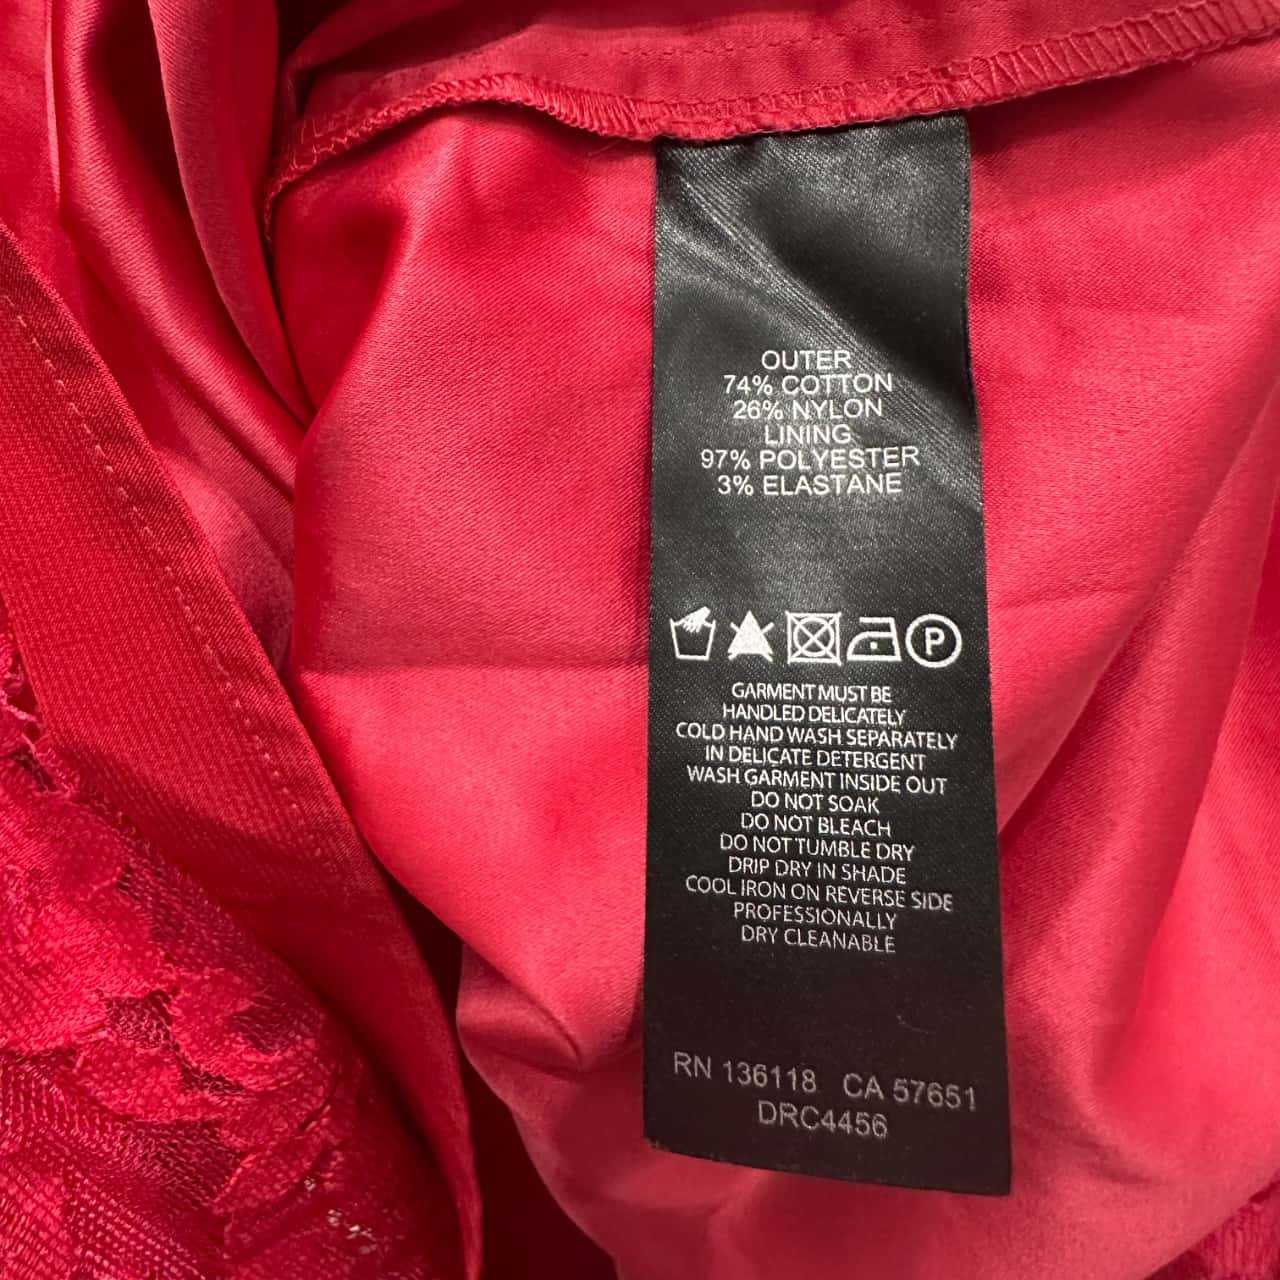 OUTER
74% COTTON
26% NYLON
LINING
97% POLYESTER
3% ELASTANE
P
GARMENT MUST BE
HANDLED DELICATELY
COLD HAND WASH SEPARATELY
IN DELICATE DETERGENT
WASH GARMENT INSIDE OUT
DO NOT SOAK
DO NOT BLEACH
DO NOT TUMBLE DRY
DRIP DRY IN SHADE
COOL IRON ON REVERSE SIDE
PROFESSIONALLY
DRY CLEANABLE
RN 136118 CA 57651
DRC4456